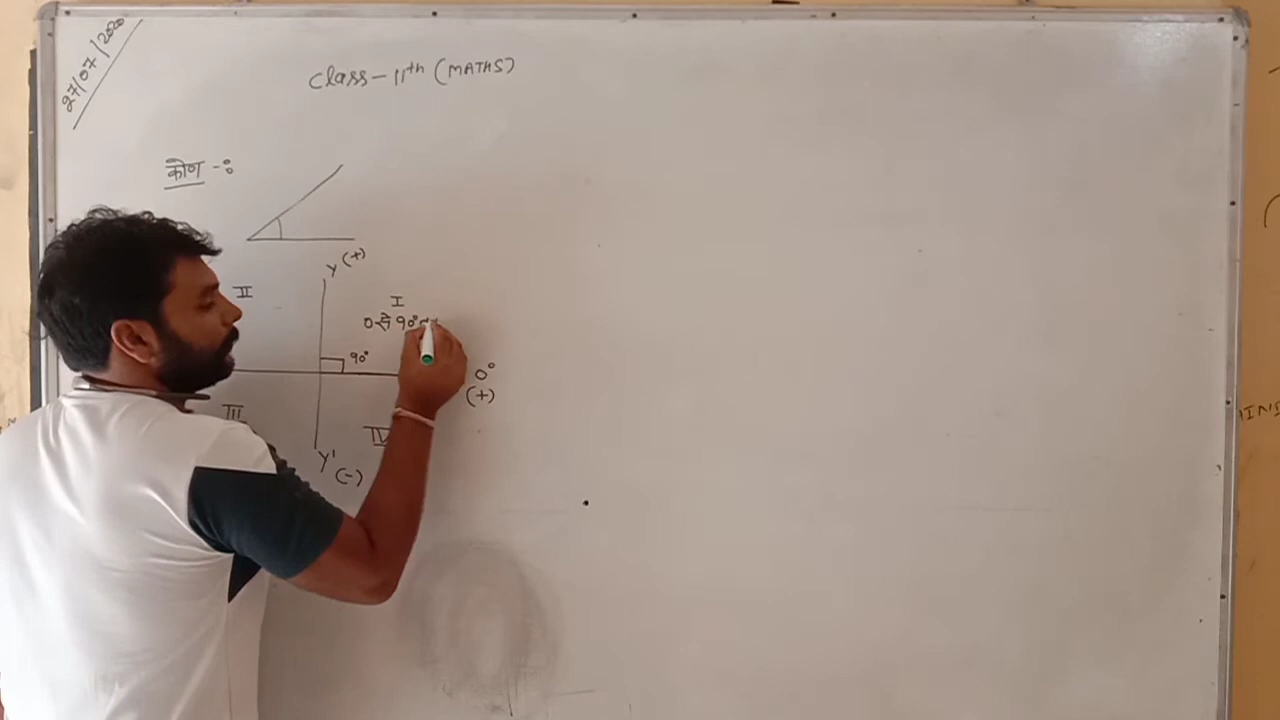 27/07/2020
Class - 11th (MATHS)
कोण -:
Y (+)
II
I
0 से 90°
90°
0°
(+)
III
IV
Y'
(-)